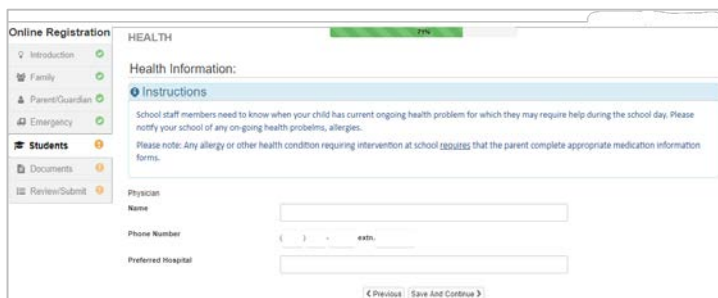 Online Registration
Introduction
Family
Parent/Guardian
Emergency
Students
Documents
Review/Submit
HEALTH
71%
Health Information:
Instructions
School staff members need to know when your child has current ongoing health problem for which they may require help during the school day. Please
notify your school of any on-going health probelms, allergies.
Please note: Any allergy or other health condition requiring intervention at school requires that the parent complete appropriate medication information
forms.
Physician
Name
Phone Number
( ) - extn.
Preferred Hospital
Previous Save And Continue